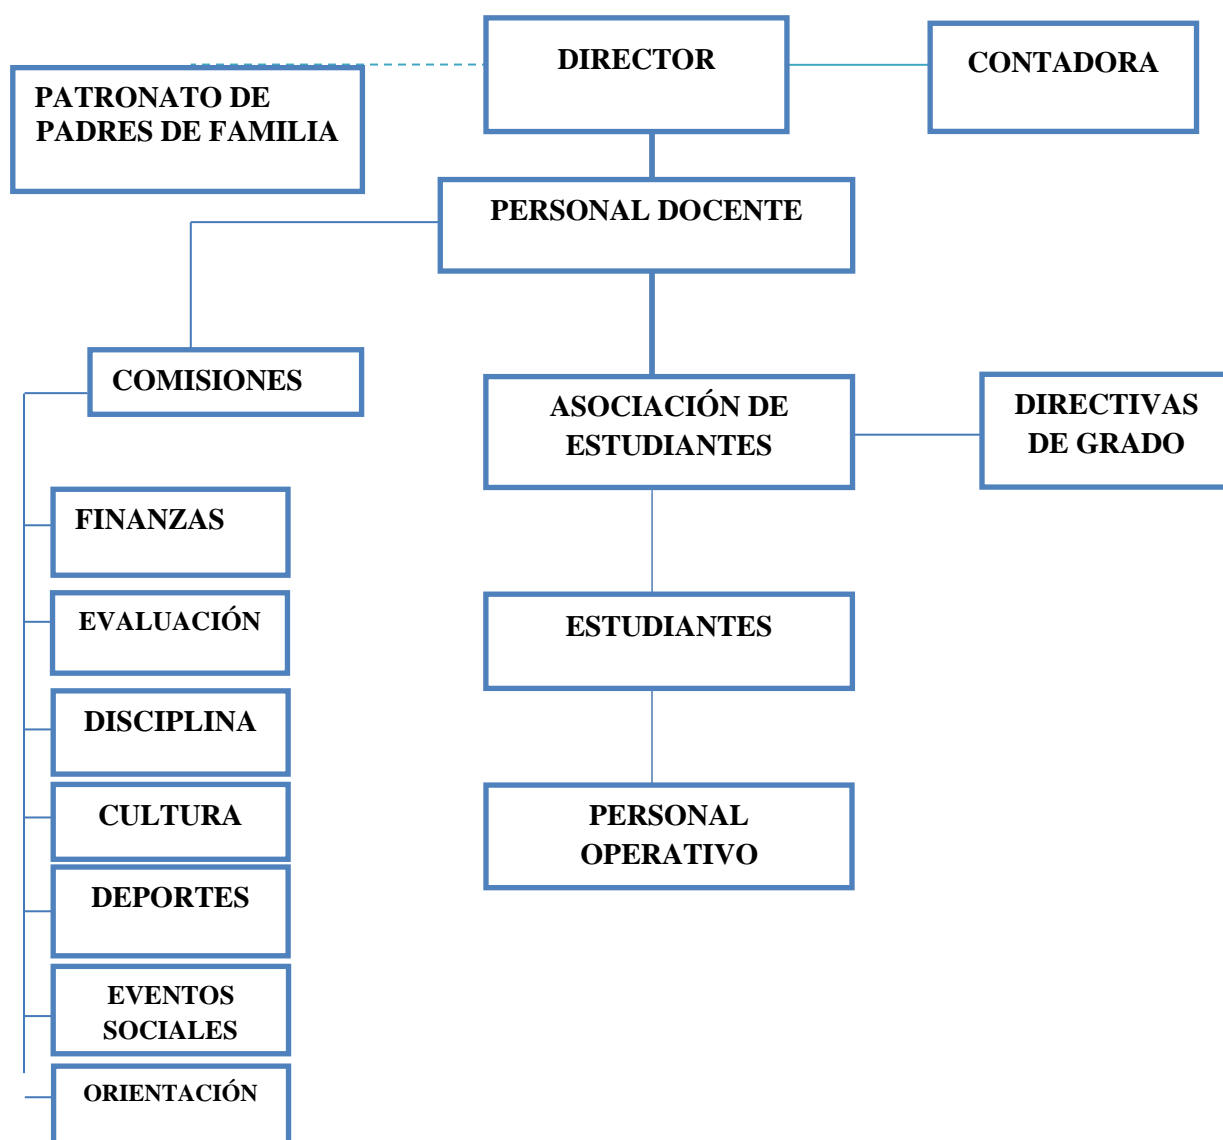 DIRECTOR
CONTADORA
PATRONATO DE
PADRES DE FAMILIA
PERSONAL DOCENTE
COMISIONES
ASOCIACIÓN DE
ESTUDIANTES
DIRECTIVAS
DE GRADO
FINANZAS
EVALUACIÓN
ESTUDIANTES
DISCIPLINA
CULTURA
PERSONAL
OPERATIVO
DEPORTES
EVENTOS
SOCIALES
ORIENTACIÓN